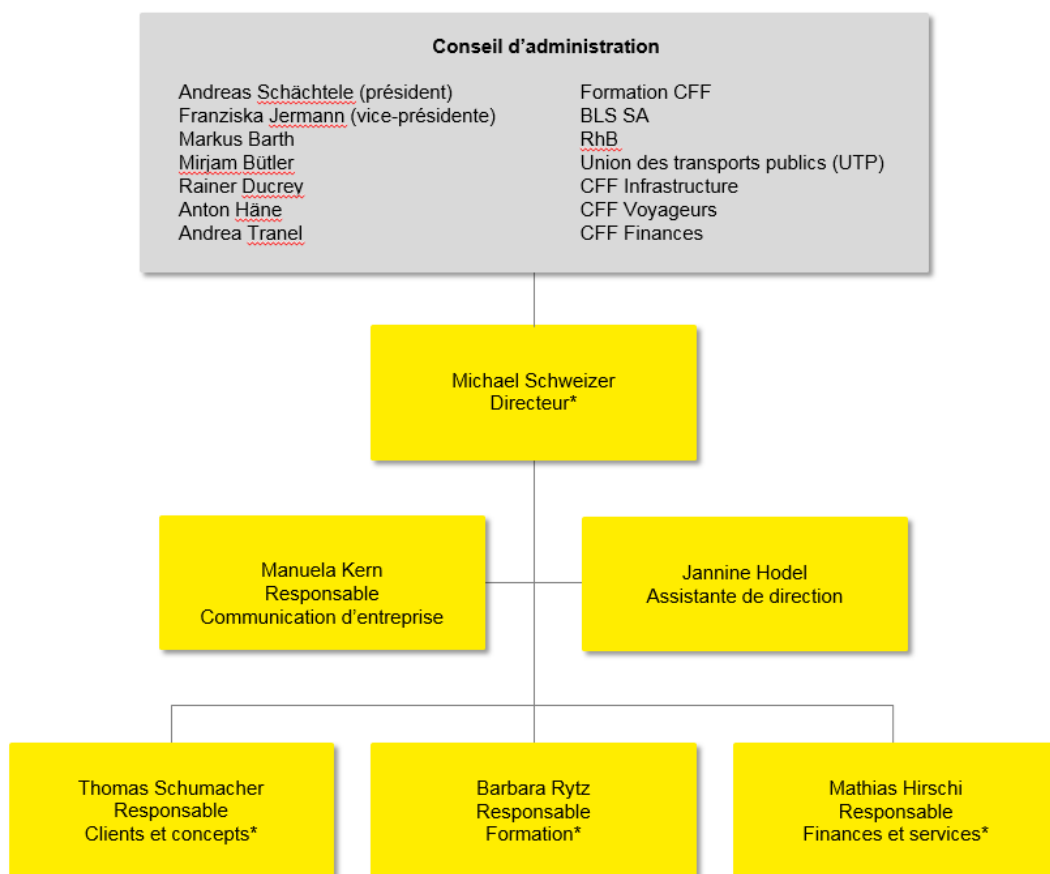 Conseil d’administration
Andreas Schächtele (président) Formation CFF
Franziska Jermann (vice-présidente) BLS SA
Markus Barth RhB
Mirjam Bütler Union des transports publics (UTP)
Rainer Ducrey CFF Infrastructure
Anton Häne CFF Voyageurs
Andrea Tranel CFF Finances
Michael Schweizer
Directeur*
Manuela Kern
Responsable
Communication d’entreprise
Jannine Hodel
Assistante de direction
Thomas Schumacher
Responsable
Clients et concepts*
Barbara Rytz
Responsable
Formation*
Mathias Hirschi
Responsable
Finances et services*